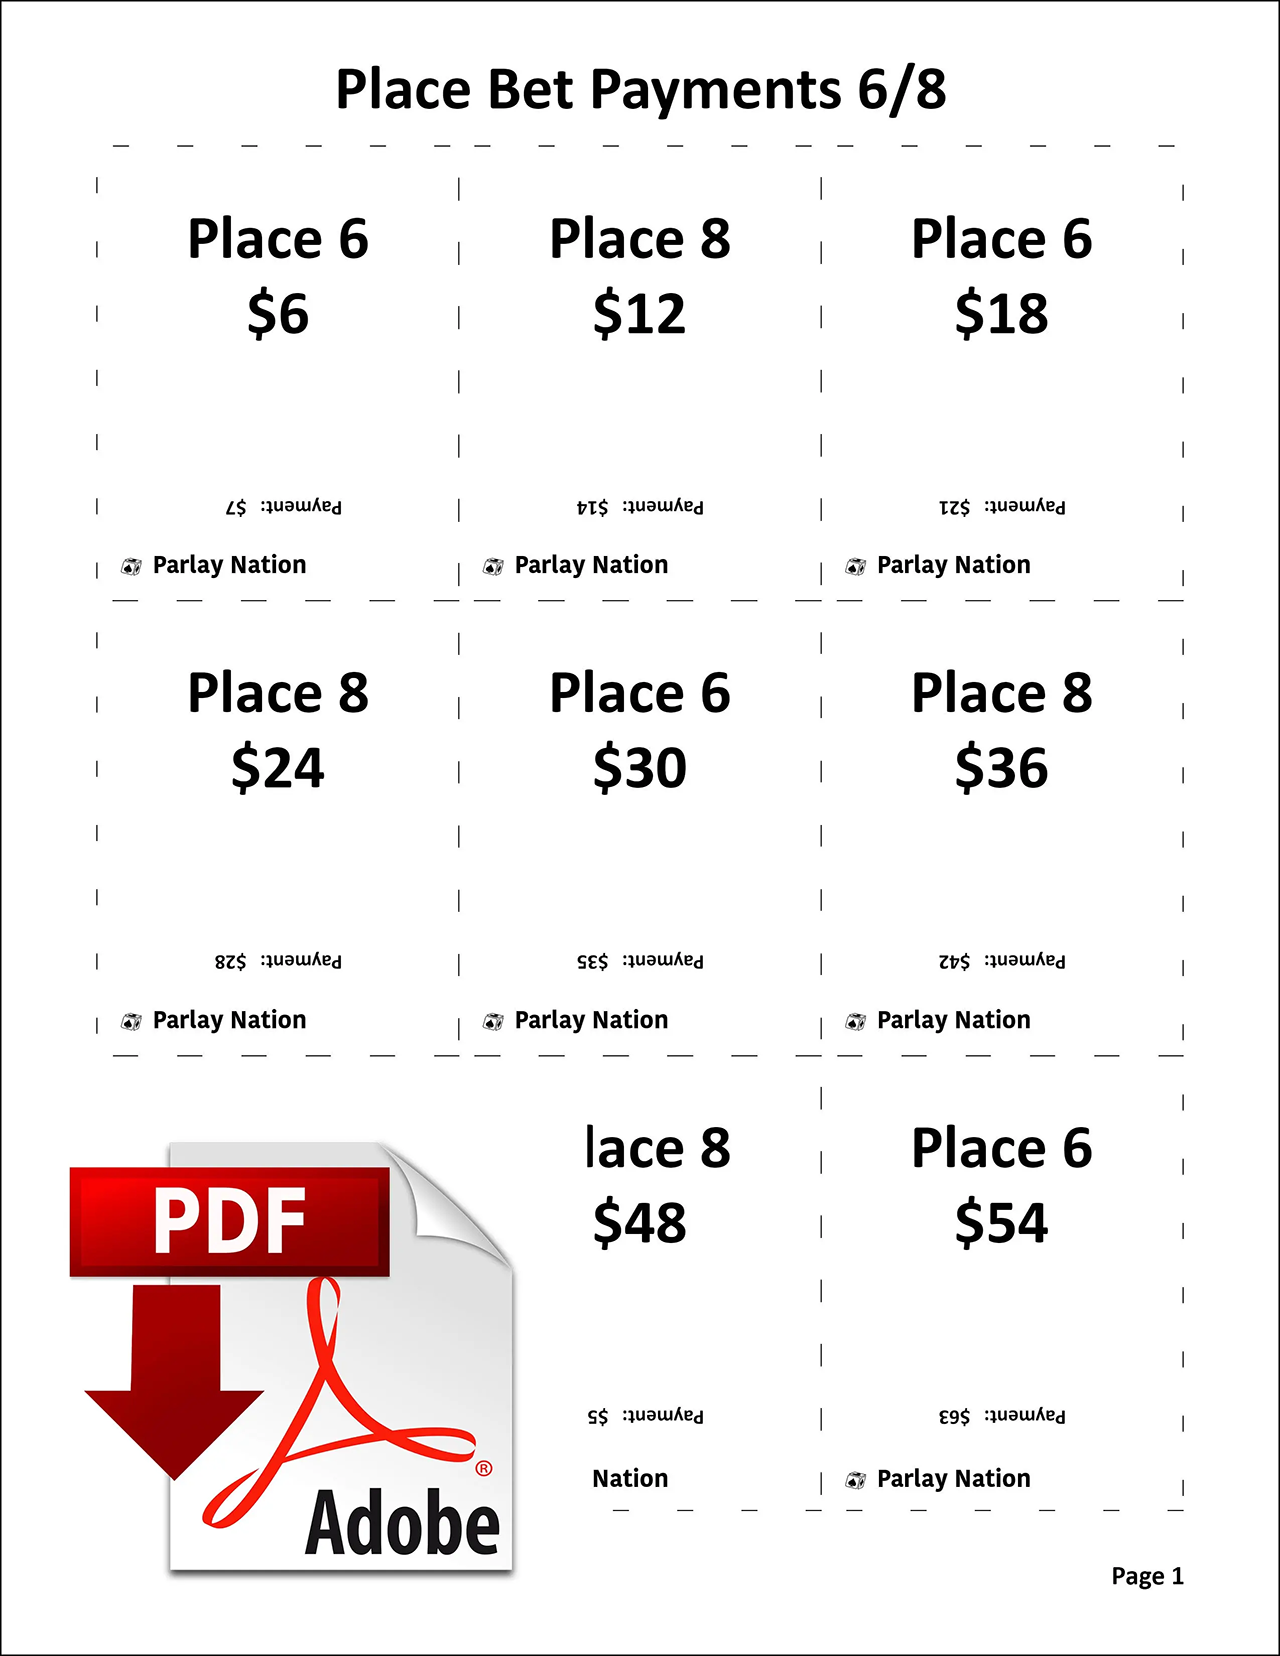 Place Bet Payments 6/8
Place 6
$6
Payment: $7
Parlay Nation
Place 8
$12
Payment: $14
Parlay Nation
Place 6
$18
Payment: $21
Parlay Nation
Place 8
$24
Payment: $28
Parlay Nation
Place 6
$30
Payment: $35
Parlay Nation
Place 8
$36
Payment: $42
Parlay Nation
PDF
Adobe®
lace 8
$48
Payment: $5
Nation
Place 6
$54
Payment: $63
Parlay Nation
Page 1